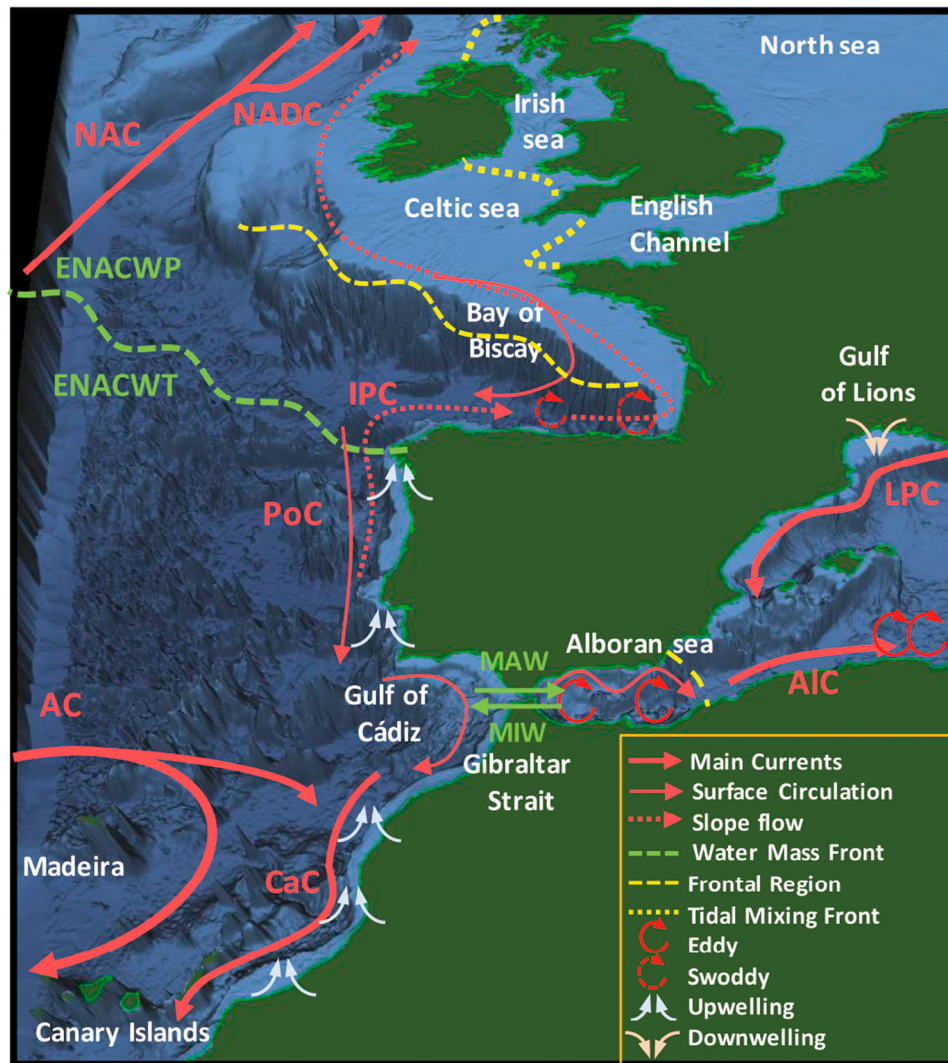 North sea
NAC
NADC
Irish
sea
Celtic sea
English
Channel
ENACWP
ENACWT
Bay of
Biscay
IPC
Gulf
of Lions
LPC
PoC
Alboran sea
MAW
MIW
AlC
Gulf of
Cádiz
Gibraltar
Strait
AC
Madeira
CaC
Canary Islands
Main Currents
Surface Circulation
Slope flow
Water Mass Front
Frontal Region
Tidal Mixing Front
Eddy
Swoddy
Upwelling
Downwelling